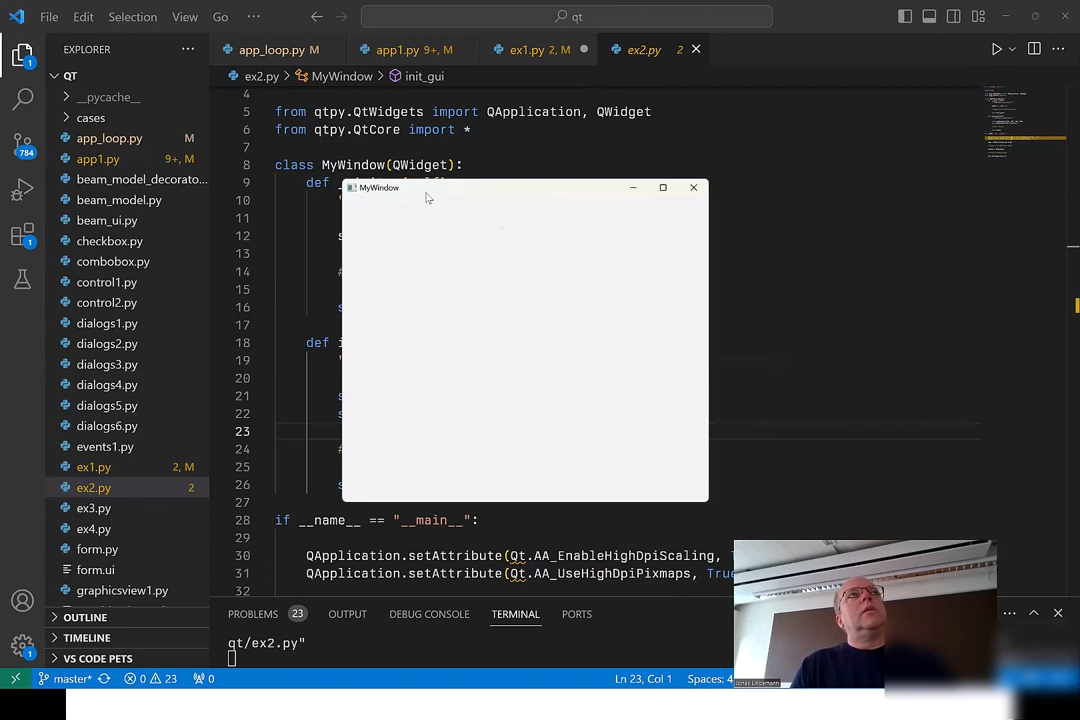 File Edit Selection View Go ··· qt
EXPLORER ···
app_loop.py M app1.py 9+, M ex1.py 2, M ex2.py 2
QT
ex2.py > MyWindow > init_gui
__pycache__
cases
app_loop.py M
app1.py 9+, M
beam_model_decorato...
beam_model.py
beam_ui.py
checkbox.py
combobox.py
control1.py
control2.py
dialogs1.py
dialogs2.py
dialogs3.py
dialogs4.py
dialogs5.py
dialogs6.py
events1.py
ex1.py 2, M
ex2.py 2
ex3.py
ex4.py
form.py
form.ui
graphicsview1.py
OUTLINE
TIMELINE
VS CODE PETS
1
784
1
1
4
5 from qtpy.QtWidgets import QApplication, QWidget
6 from qtpy.QtCore import *
7
8 class MyWindow(QWidget):
9 def
10 "
11
12 s
13
14 #
15
16 s
17
18 def i
19 "
20
21 s
22 s
23
24 #
25
26 s
27
28 if __name__ == "__main__":
29
30 QApplication.setAttribute(Qt.AA_EnableHighDpiScaling, T
31 QApplication.setAttribute(Qt.AA_UseHighDpiPixmaps, True
32
MyWindow
PROBLEMS 23 OUTPUT DEBUG CONSOLE TERMINAL PORTS
qt/ex2.py"
master* 0 23 0 Ln 23, Col 1 Spaces: 4
Jonas Lindemann